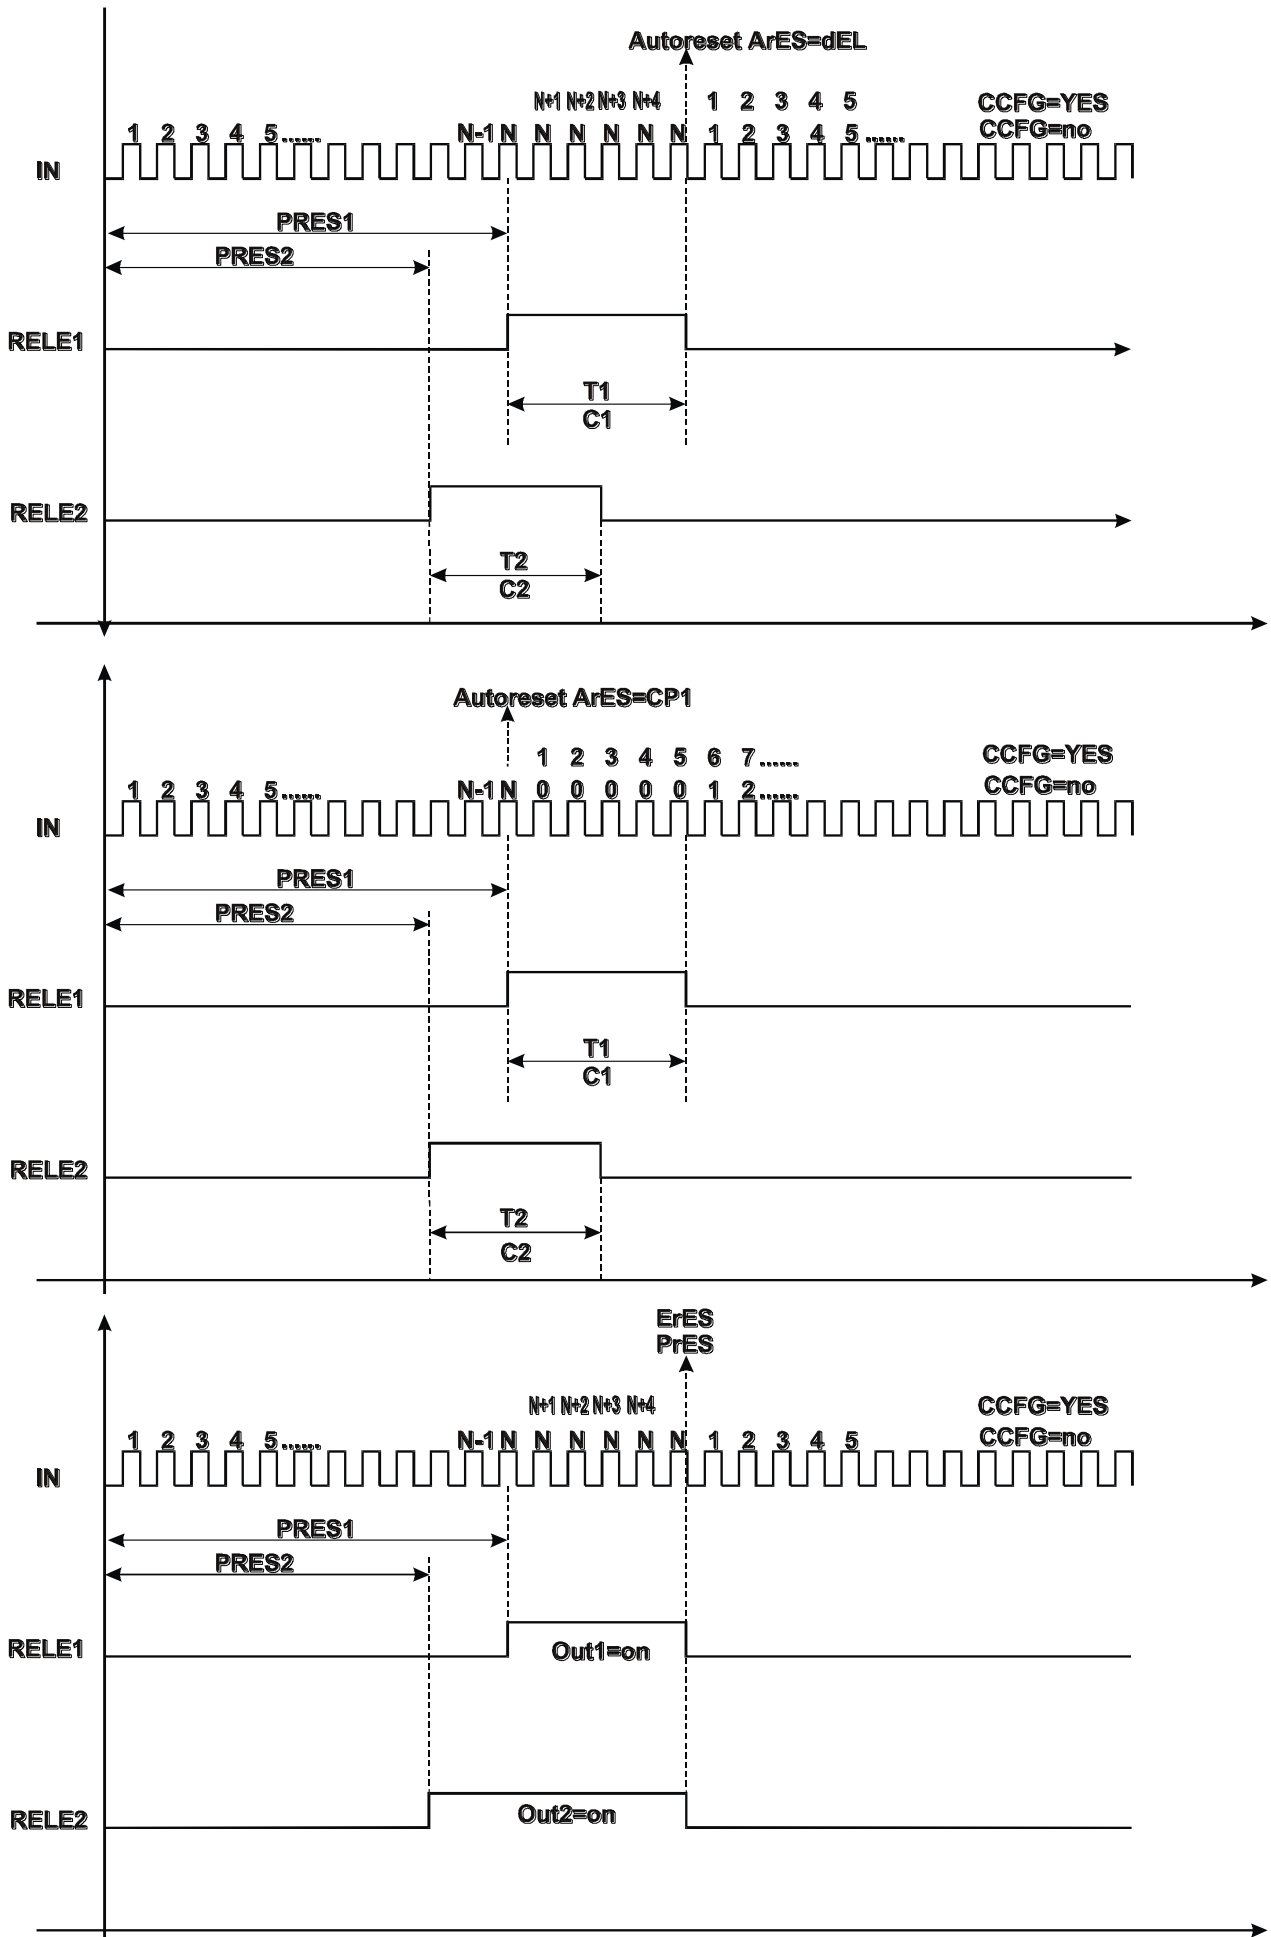 Autoreset ArES=dEL
N+1 N+2 N+3 N+4 1 2 3 4 5 CCFG=YES
1 2 3 4 5...... N-1 N N N N N N 1 2 3 4 5...... CCFG=no
IN
PRES1
PRES2
RELE1
T1
C1
RELE2
T2
C2
Autoreset ArES=CP1
1 2 3 4 5 6 7...... CCFG=YES
1 2 3 4 5...... N-1 N 0 0 0 0 0 1 2...... CCFG=no
IN
PRES1
PRES2
RELE1
T1
C1
RELE2
T2
C2
ErES
PrES
N+1 N+2 N+3 N+4 CCFG=YES
1 2 3 4 5...... N-1 N N N N N N 1 2 3 4 5 CCFG=no
IN
PRES1
PRES2
RELE1
Out1=on
RELE2
Out2=on